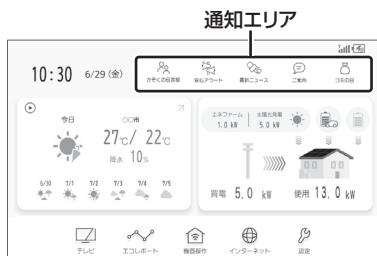 通知エリア
10:30 6/29(金)
かぞくの伝言板 安心アラート 最新ニュース ご案内 ゴミの日
今日 ○○市
27℃/ 22℃
降水 10%
6/30 7/1 7/2 7/3 7/4 7/5
エネファーム 太陽光発電
1.0 kW 5.0 kW
買電 5.0 kW 使用 13.0 kW
テレビ エコレポート 機器操作 インターネット 設定